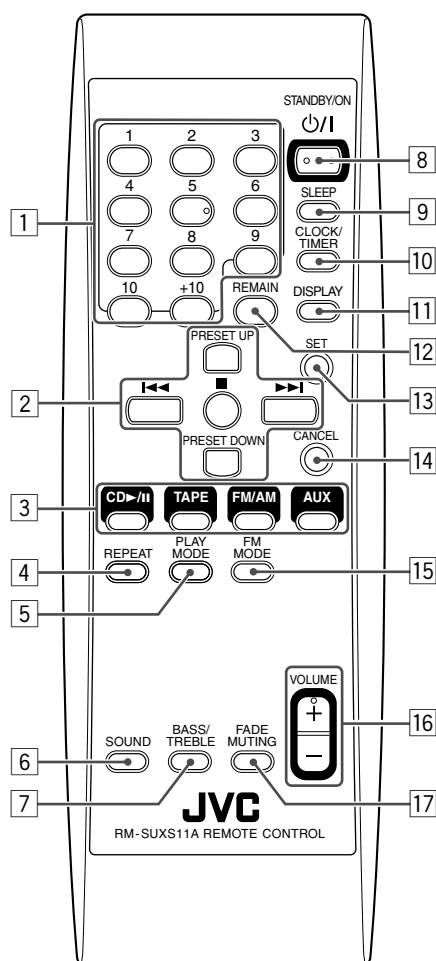 STANDBY/ON
⏻/I
1 2 3
8
SLEEP
4 5 6
9
1
CLOCK/
TIMER
7 8 9
10
10 +10 REMAIN DISPLAY
11
12
PRESET UP
SET
2
13
PRESET DOWN
CANCEL
14
3
CD►/II TAPE FM/AM AUX
REPEAT
PLAY
MODE
FM
MODE
4
15
5
VOLUME
+
16
–
SOUND
BASS/
TREBLE
FADE
MUTING
6
7
17
JVC
RM-SUXS11A REMOTE CONTROL